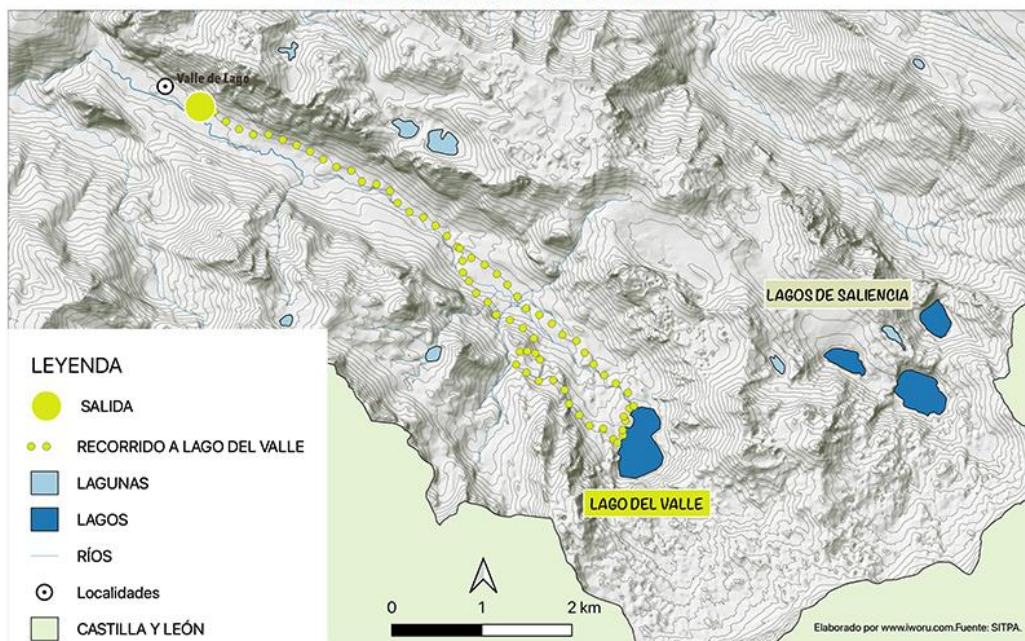 Valle de Lago
LAGOS DE SALIENCIA
LAGO DEL VALLE
LEYENDA
SALIDA
RECORRIDO A LAGO DEL VALLE
LAGUNAS
LAGOS
RÍOS
Localidades
CASTILLA Y LEÓN
0 1 2 km
Elaborado por www.iworu.com.Fuente: SITPA.